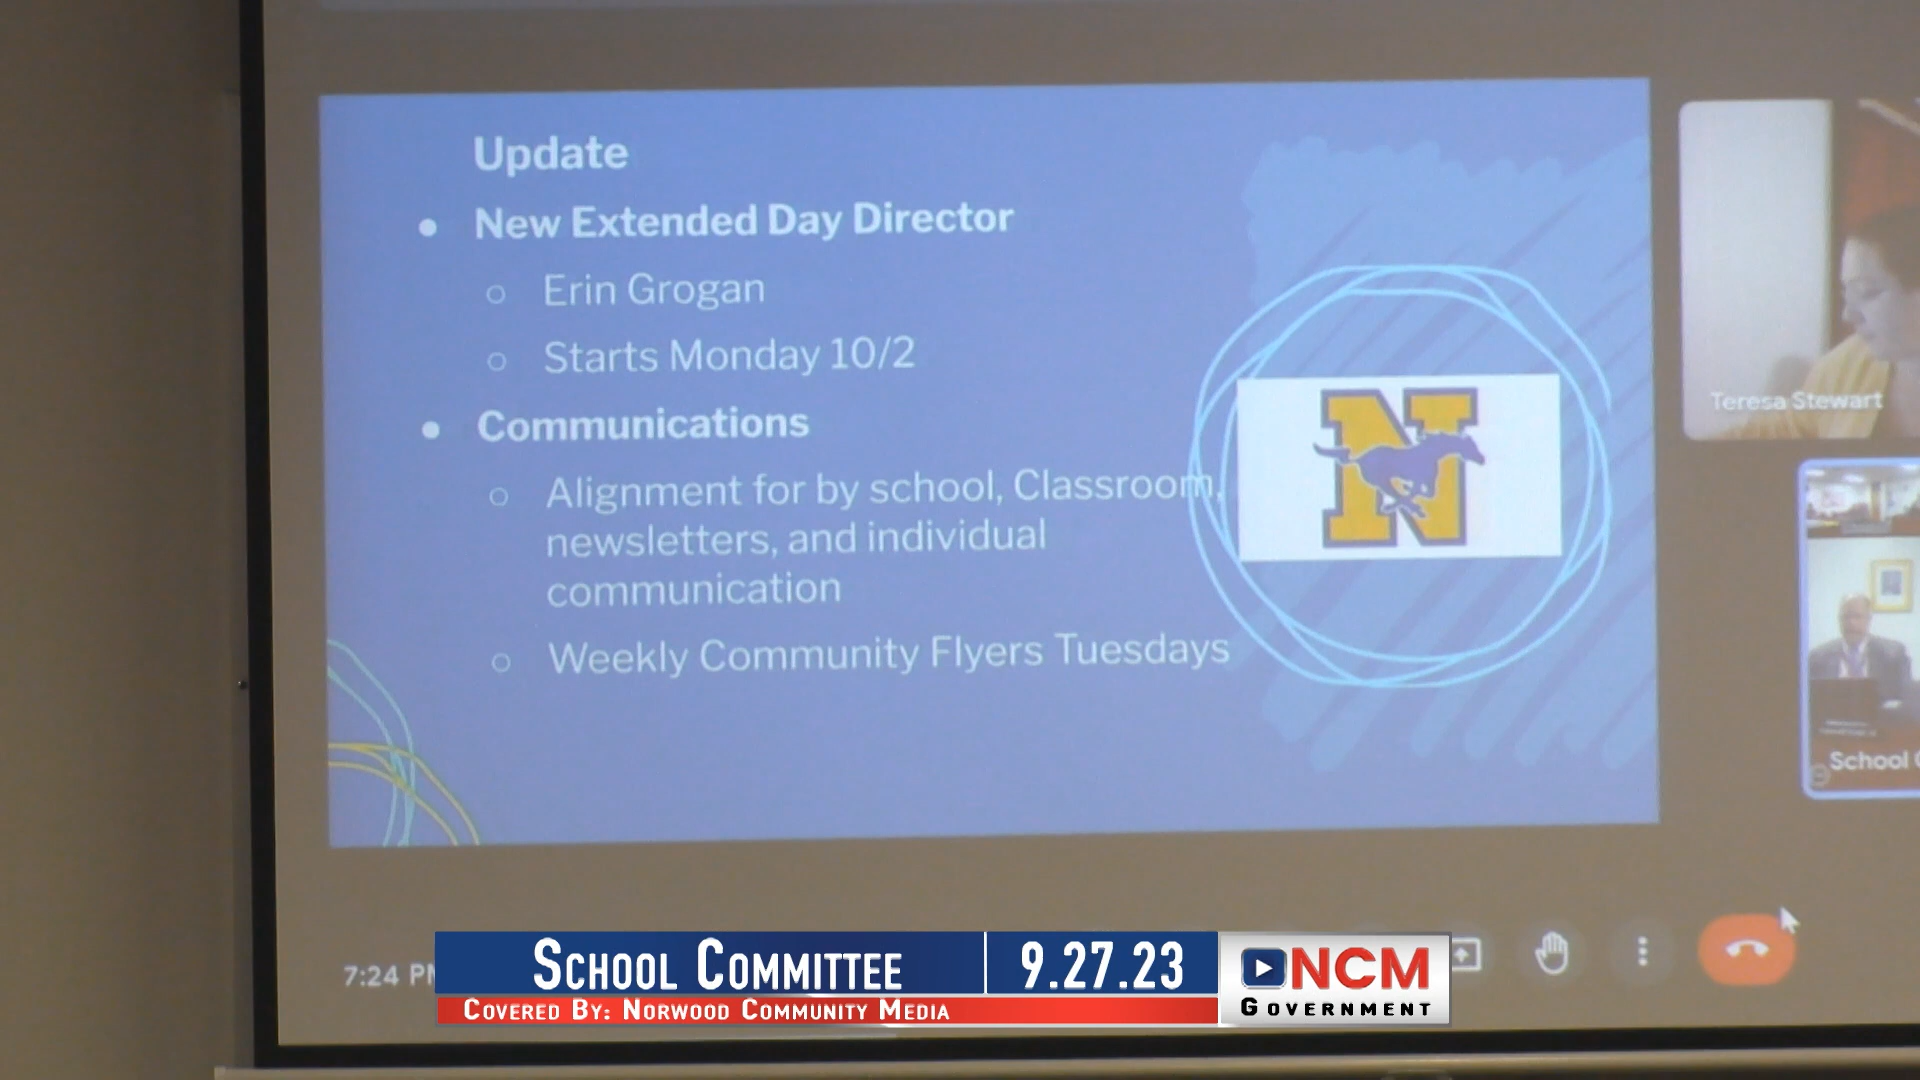 Update
● New Extended Day Director
○ Erin Grogan
○ Starts Monday 10/2
● Communications
○ Alignment for by school, Classroom,
newsletters, and individual
communication
○ Weekly Community Flyers Tuesdays
N
Teresa Stewart
School
7:24
School Committee
9.27.23
NCM
Government
Covered By: Norwood Community Media